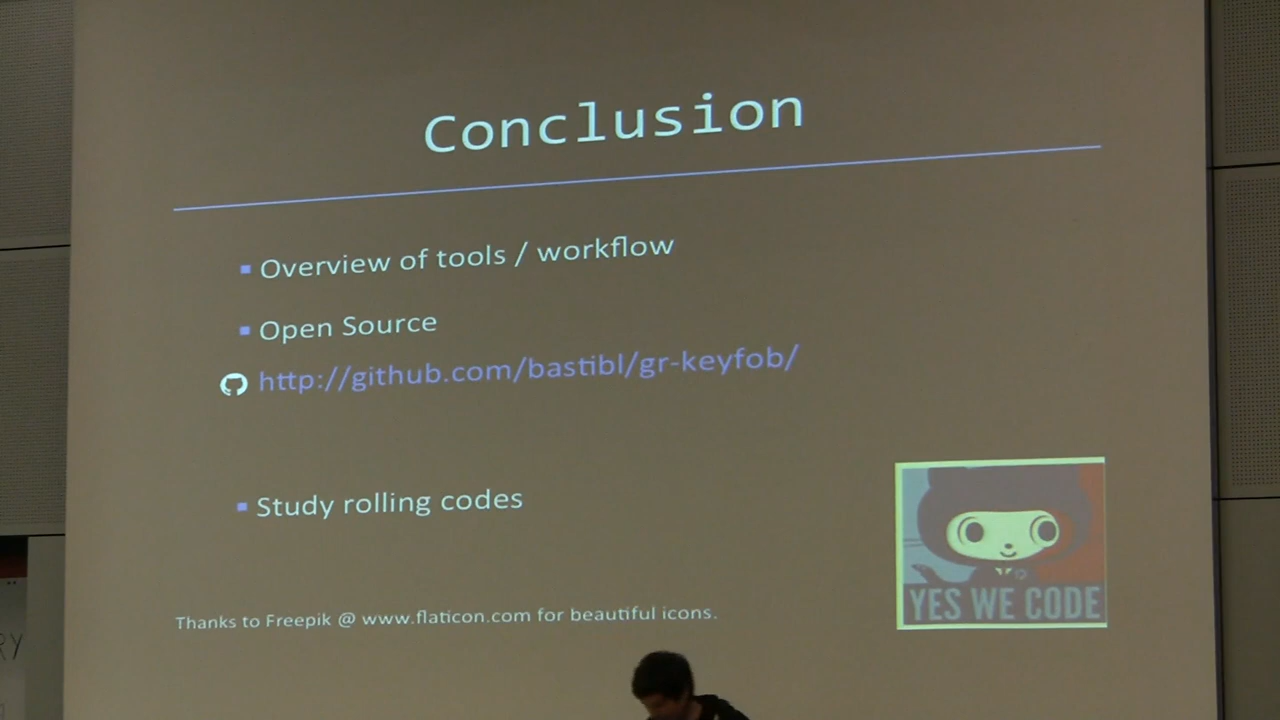 Conclusion
Overview of tools / workflow
Open Source
http://github.com/bastibl/gr-keyfob/
Study rolling codes
YES WE CODE
Thanks to Freepik @ www.flaticon.com for beautiful icons.